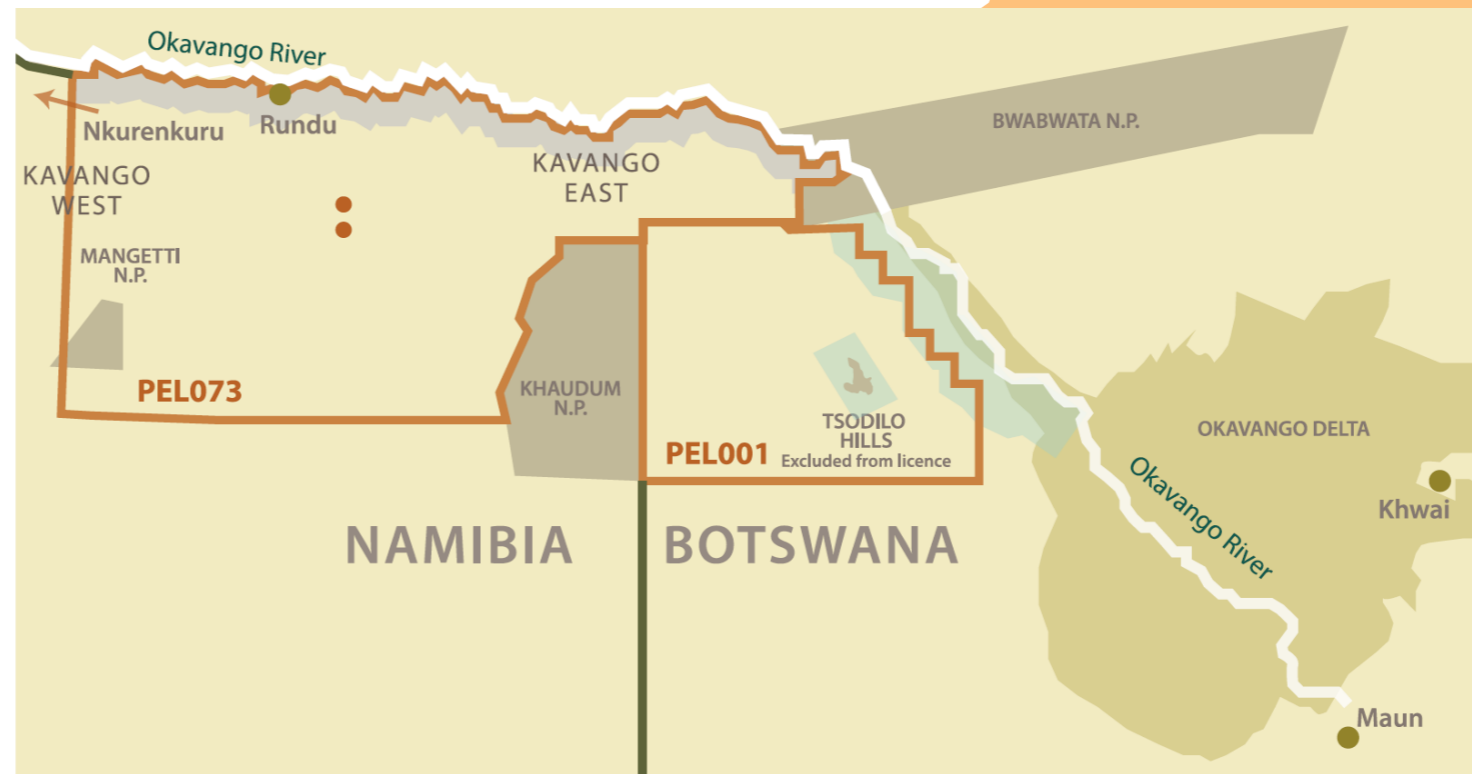 Okavango River
Nkurenkuru
Rundu
BWABWATA N.P.
KAVANGO
WEST
KAVANGO
EAST
MANGETTI
N.P.
PEL073
KHAUDUM
N.P.
TSODILO
HILLS
Excluded from licence
PEL001
OKAVANGO DELTA
Okavango River
Khwai
NAMIBIA
BOTSWANA
Maun